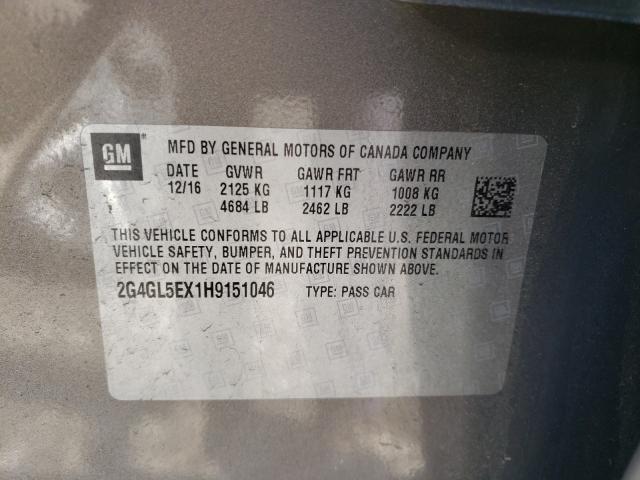 GM ® MFD BY GENERAL MOTORS OF CANADA COMPANY
DATE GVWR GAWR FRT GAWR RR
12/16 2125 KG 1117 KG 1008 KG
4684 LB 2462 LB 2222 LB
THIS VEHICLE CONFORMS TO ALL APPLICABLE U.S. FEDERAL MOTOR
VEHICLE SAFETY, BUMPER, AND THEFT PREVENTION STANDARDS IN
EFFECT ON THE DATE OF MANUFACTURE SHOWN ABOVE.
2G4GL5EX1H9151046 TYPE: PASS CAR